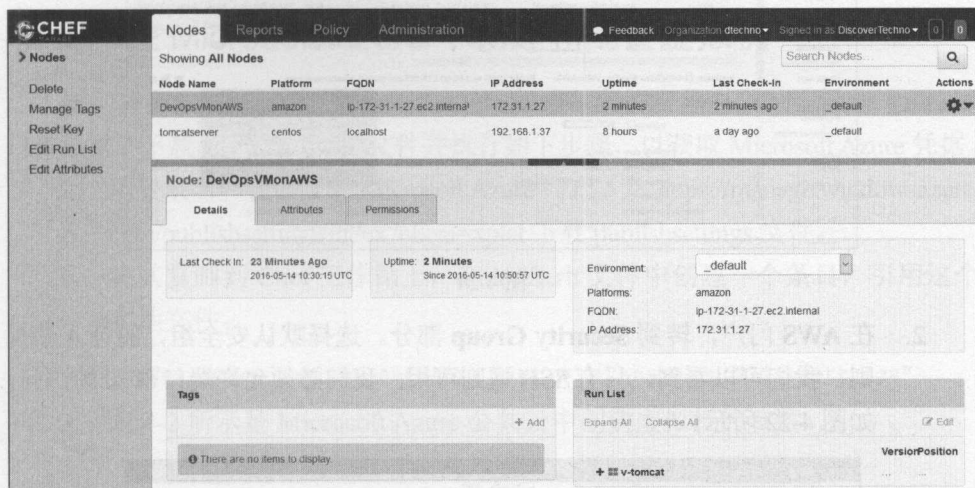 CHEF
MANAGE
Nodes Reports Policy Administration
Feedback Organization dtechno Signed in as DiscoverTechno 0 0
Nodes
Delete
Manage Tags
Reset Key
Edit Run List
Edit Attributes
Showing All Nodes
Search Nodes...
Node Name Platform FQDN IP Address Uptime Last Check-In Environment Actions
DevOpsVMonAWS amazon ip-172-31-1-27.ec2.internal 172.31.1.27 2 minutes 2 minutes ago _default
tomcatserver centos localhost 192.168.1.37 8 hours a day ago _default
Node: DevOpsVMonAWS
Details Attributes Permissions
Last Check In: 23 Minutes Ago
2016-05-14 10:30:15 UTC
Uptime: 2 Minutes
Since 2016-05-14 10:50:57 UTC
Environment: _default
Platforms: amazon
FQDN: ip-172-31-1-27.ec2.internal
IP Address: 172.31.1.27
Tags
+ Add
There are no items to display.
Run List
Expand All Collapse All Edit
Version Position
+ v-tomcat
... ...